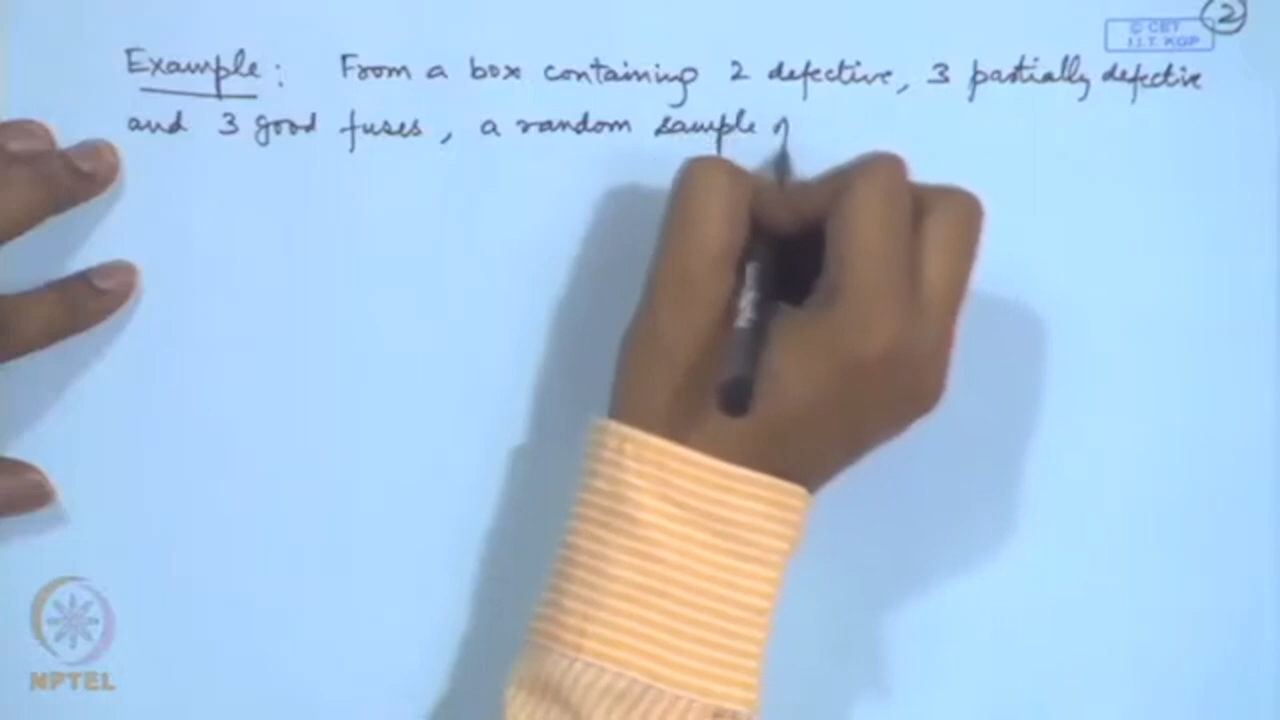 2
© CET
I.I.T. KGP
Example: From a box containing 2 defective, 3 partially defective
and 3 good fuses, a random sample
NPTEL